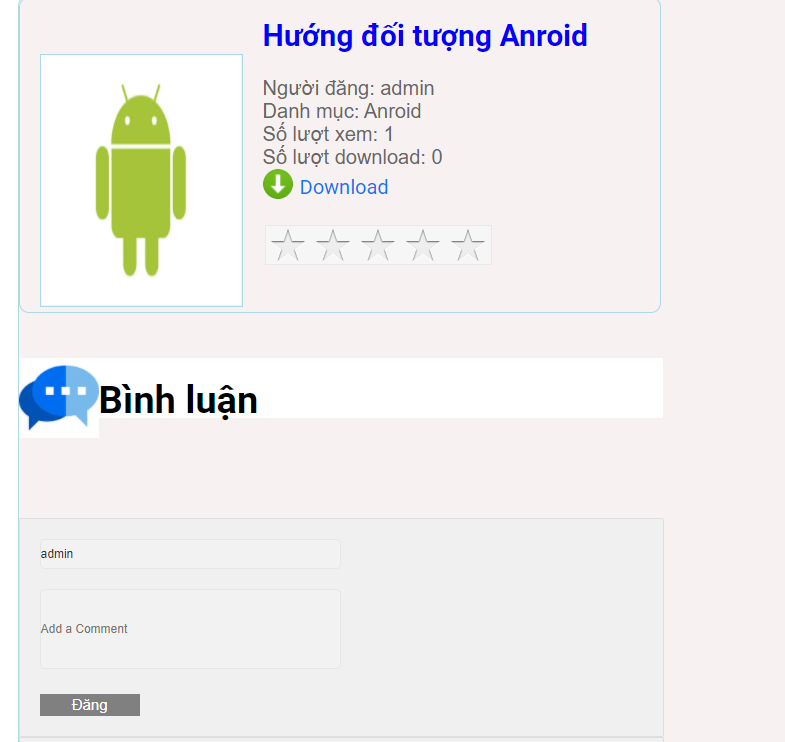 Hướng đối tượng Anroid
Người đăng: admin
Danh mục: Anroid
Số lượt xem: 1
Số lượt download: 0
Download
Bình luận
admin
Add a Comment
Đăng